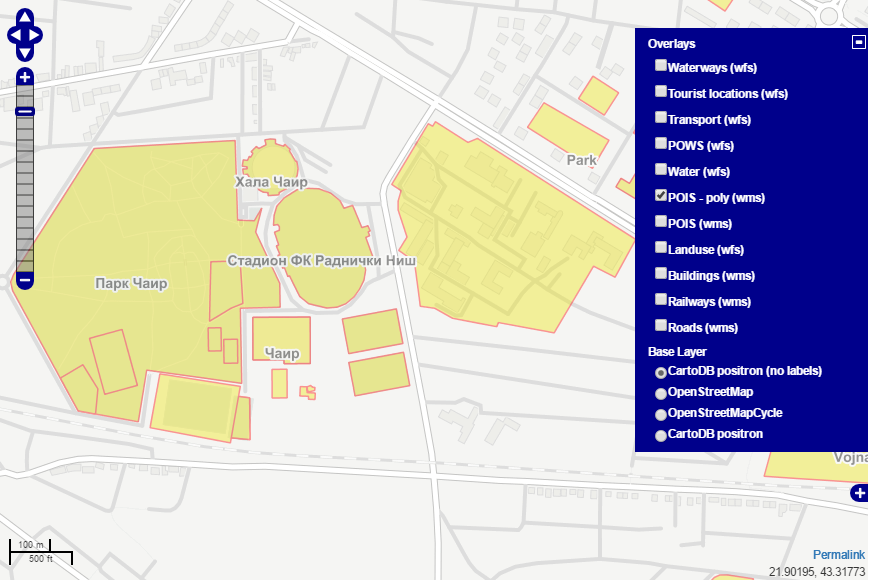 Overlays
Waterways (wfs)
Tourist locations (wfs)
Transport (wfs)
POWS (wfs)
Water (wfs)
POIS - poly (wms)
POIS (wms)
Landuse (wfs)
Buildings (wms)
Railways (wms)
Roads (wms)
Base Layer
CartoDB positron (no labels)
OpenStreetMap
OpenStreetMapCycle
CartoDB positron
Park
Хала Чаир
Стадион ФК Раднички Ниш
Парк Чаир
Чаир
Vojna
100 m
500 ft
Permalink
21.90195, 43.31773